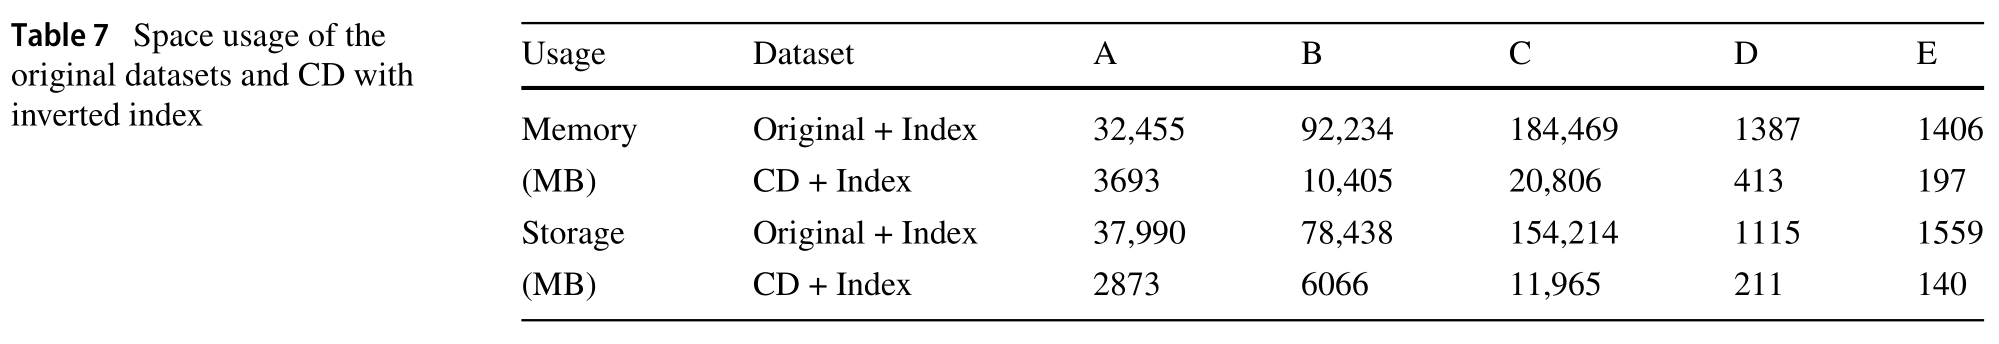 Table 7 Space usage of the
original datasets and CD with
inverted index
Usage Dataset A B C D E
Memory Original + Index 32,455 92,234 184,469 1387 1406
(MB) CD + Index 3693 10,405 20,806 413 197
Storage Original + Index 37,990 78,438 154,214 1115 1559
(MB) CD + Index 2873 6066 11,965 211 140